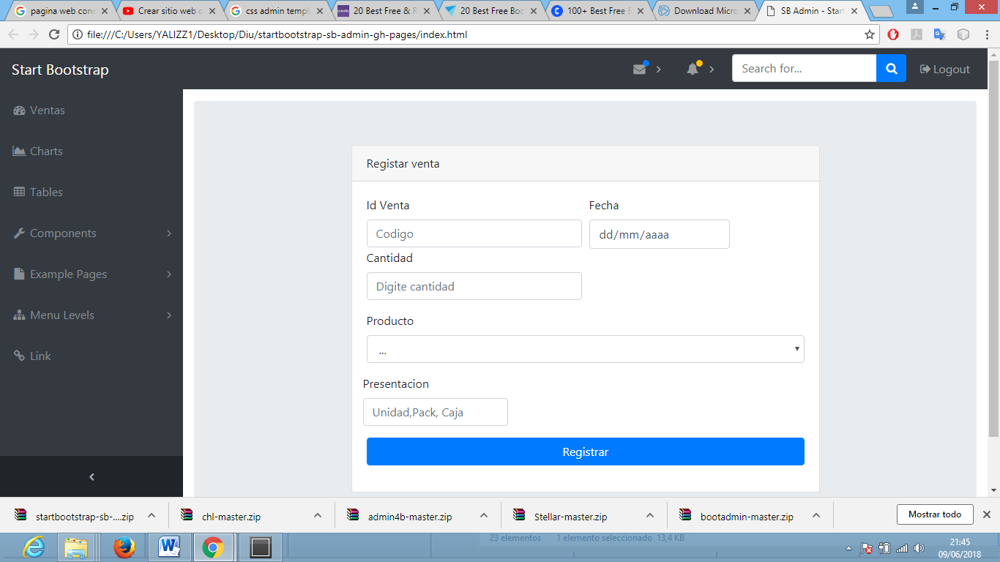 pagina web cone
Crear sitio web c
css admin templ
20 Best Free & R
20 Best Free Boo
100+ Best Free B
Download Micro
SB Admin - Start
file:///C:/Users/YALIZZ1/Desktop/Diu/startbootstrap-sb-admin-gh-pages/index.html
Start Bootstrap
Search for...
Logout
Ventas
Charts
Tables
Components
Example Pages
Menu Levels
Link
Registar venta
Id Venta
Fecha
Codigo
dd/mm/aaaa
Cantidad
Digite cantidad
Producto
...
Presentacion
Unidad,Pack, Caja
Registrar
startbootstrap-sb-....zip
chl-master.zip
admin4b-master.zip
Stellar-master.zip
bootadmin-master.zip
Mostrar todo
23 elementos
1 elemento seleccionado 13,4 KB
21:45
09/06/2018